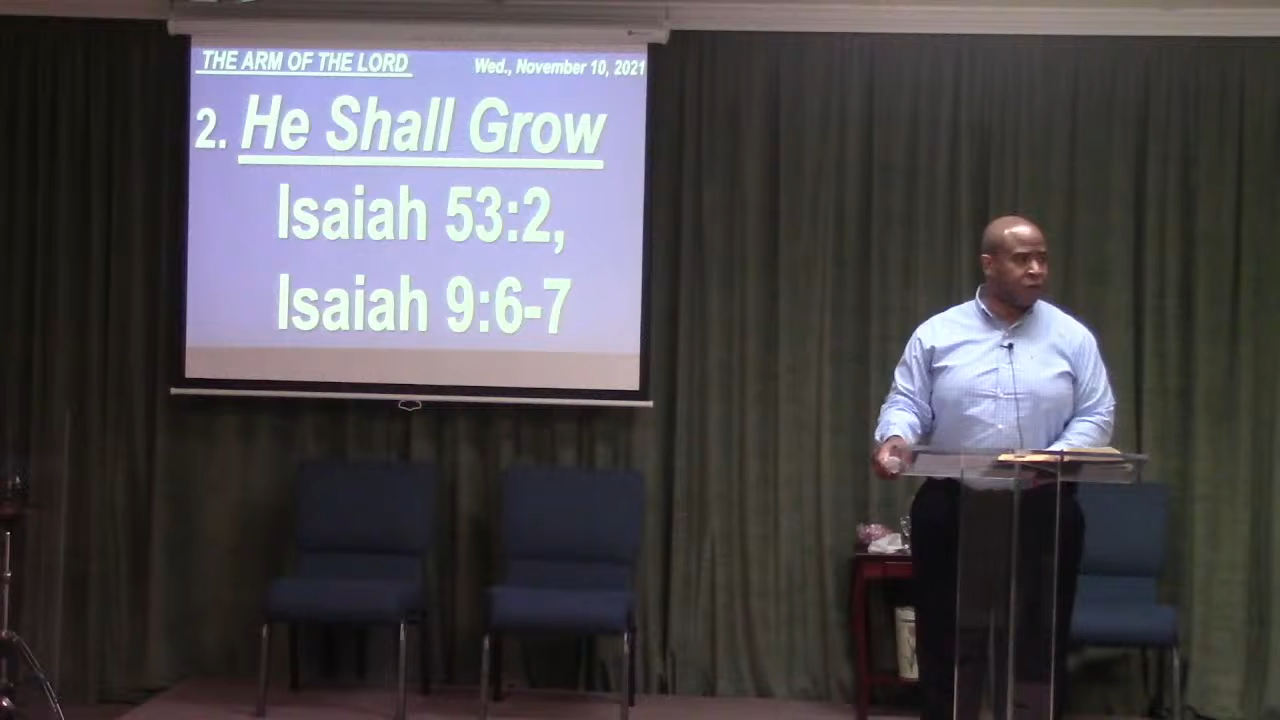 THE ARM OF THE LORD
Wed., November 10, 2021
2. He Shall Grow
Isaiah 53:2,
Isaiah 9:6-7